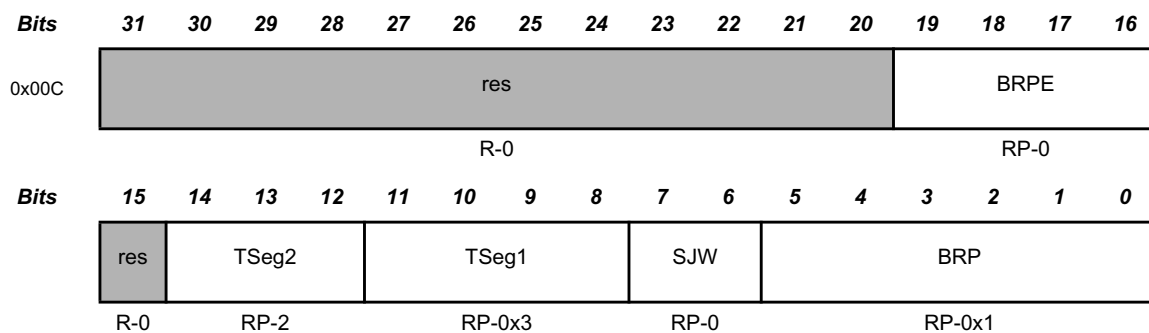 Bits 31 30 29 28 27 26 25 24 23 22 21 20 19 18 17 16
0x00C res BRPE
R-0 RP-0
Bits 15 14 13 12 11 10 9 8 7 6 5 4 3 2 1 0
res TSeg2 TSeg1 SJW BRP
R-0 RP-2 RP-0x3 RP-0 RP-0x1